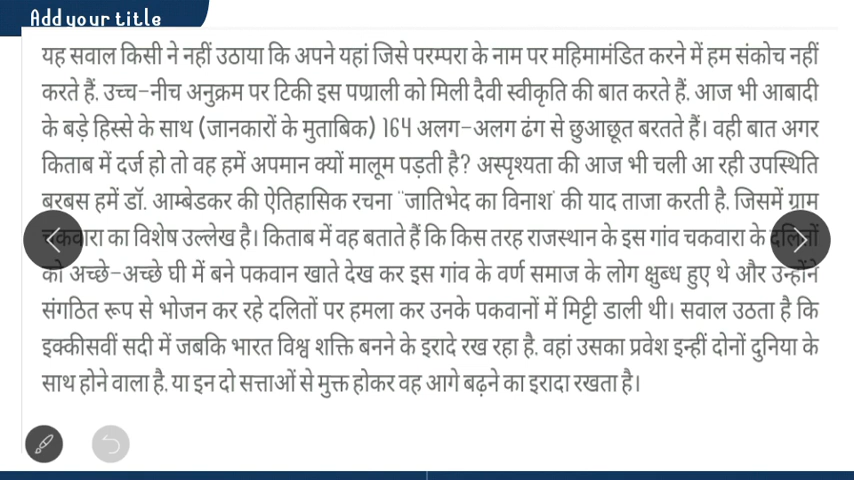 Add your title
यह सवाल किसी ने नहीं उठाया कि अपने यहां जिसे परम्परा के नाम पर महिमामंडित करने में हम संकोच नहीं
करते हैं. उच्च-नीच अनुक्रम पर टिकी इस पण्राली को मिली दैवी स्वीकृति की बात करते हैं. आज भी आबादी
के बड़े हिस्से के साथ (जानकारों के मुताबिक) 164 अलग-अलग ढंग से छुआछूत बरतते हैं। वही बात अगर
किताब में दर्ज हो तो वह हमें अपमान क्यों मालूम पड़ती है? अस्पृश्यता की आज भी चली आ रही उपस्थिति
बरबस हमें डॉ. आम्बेडकर की ऐतिहासिक रचना ¨जातिभेद का विनाश' की याद ताजा करती है. जिसमें ग्राम
चकवारा का विशेष उल्लेख है। किताब में वह बताते हैं कि किस तरह राजस्थान के इस गांव चकवारा के दलितों
को अच्छे-अच्छे घी में बने पकवान खाते देख कर इस गांव के वर्ण समाज के लोग क्षुब्ध हुए थे और उन्होंने
संगठित रूप से भोजन कर रहे दलितों पर हमला कर उनके पकवानों में मिट्टी डाली थी। सवाल उठता है कि
इक्कीसवीं सदी में जबकि भारत विश्व शक्ति बनने के इरादे रख रहा है. वहां उसका प्रवेश इन्हीं दोनों दुनिया के
साथ होने वाला है. या इन दो सत्ताओं से मुक्त होकर वह आगे बढ़ने का इरादा रखता है।